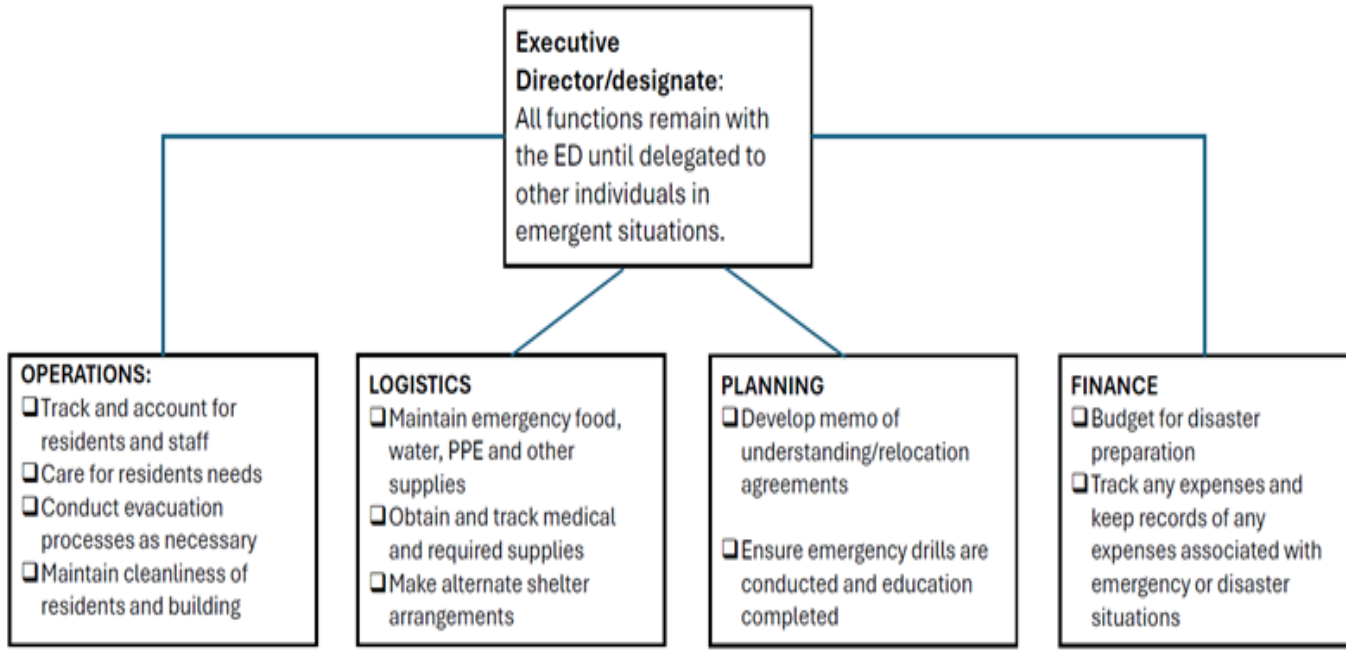 Executive
Director/designate:
All functions remain with
the ED until delegated to
other individuals in
emergent situations.
OPERATIONS:
❑Track and account for
residents and staff
❑Care for residents needs
❑Conduct evacuation
processes as necessary
❑Maintain cleanliness of
residents and building
LOGISTICS
❑Maintain emergency food,
water, PPE and other
supplies
❑Obtain and track medical
and required supplies
❑Make alternate shelter
arrangements
PLANNING
❑Develop memo of
understanding/relocation
agreements
❑Ensure emergency drills are
conducted and education
completed
FINANCE
❑Budget for disaster
preparation
❑Track any expenses and
keep records of any
expenses associated with
emergency or disaster
situations